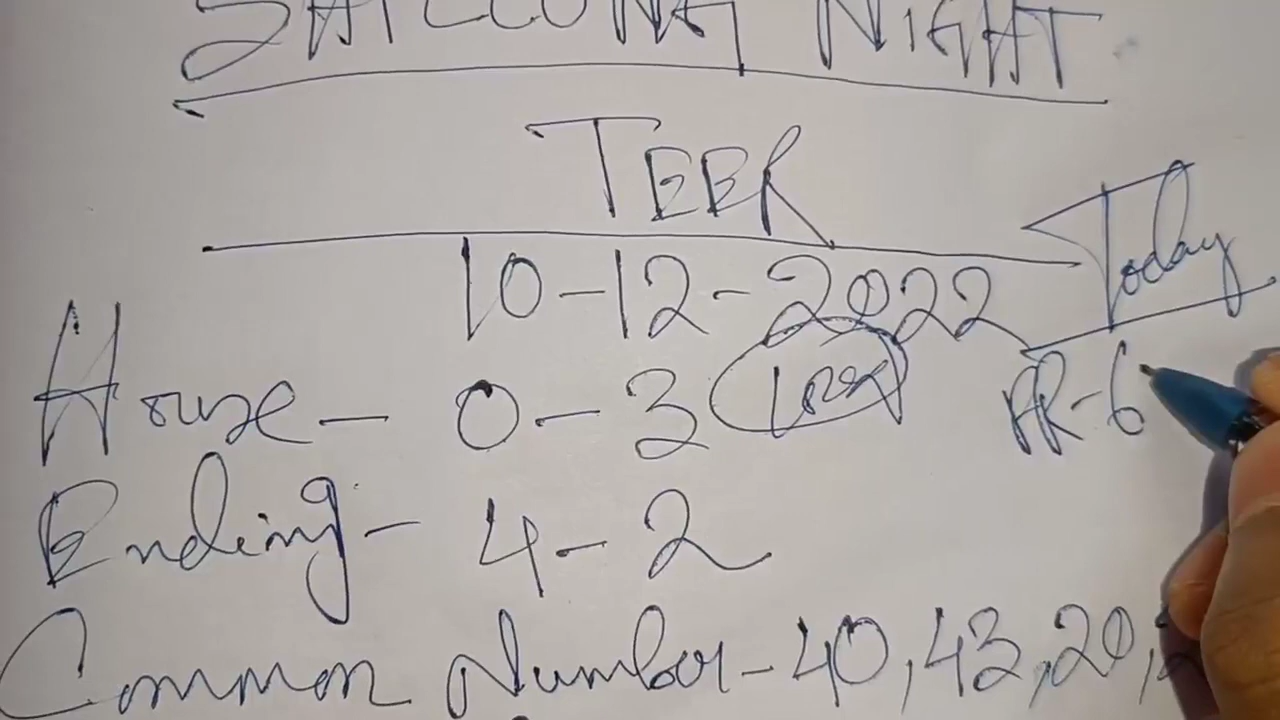 SHILLONG NIGHT
TEER
10-12-2022
Today
House - 0-3
FR-6
Ending - 4-2
Common Number - 40, 43, 20,